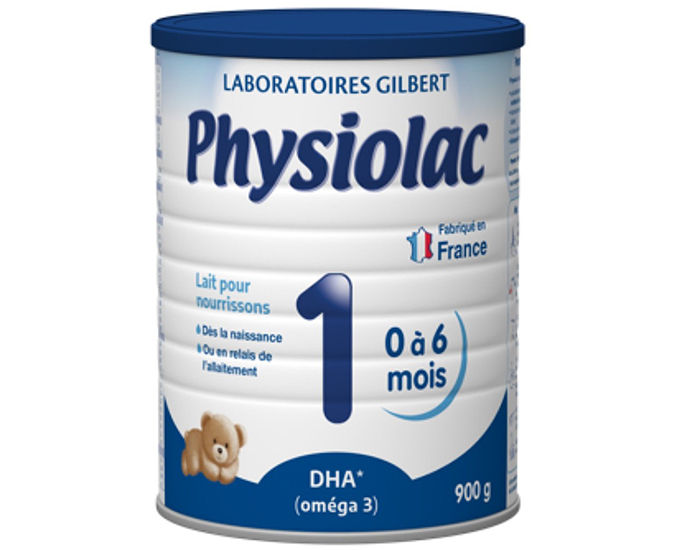 LABORATOIRES GILBERT
Physiolac
Fabriqué en
France
Lait pour
nourrissons
Dès la naissance
Ou en relais de
l'allaitement
1
0 à 6
mois
DHA*
(oméga 3)
900 g